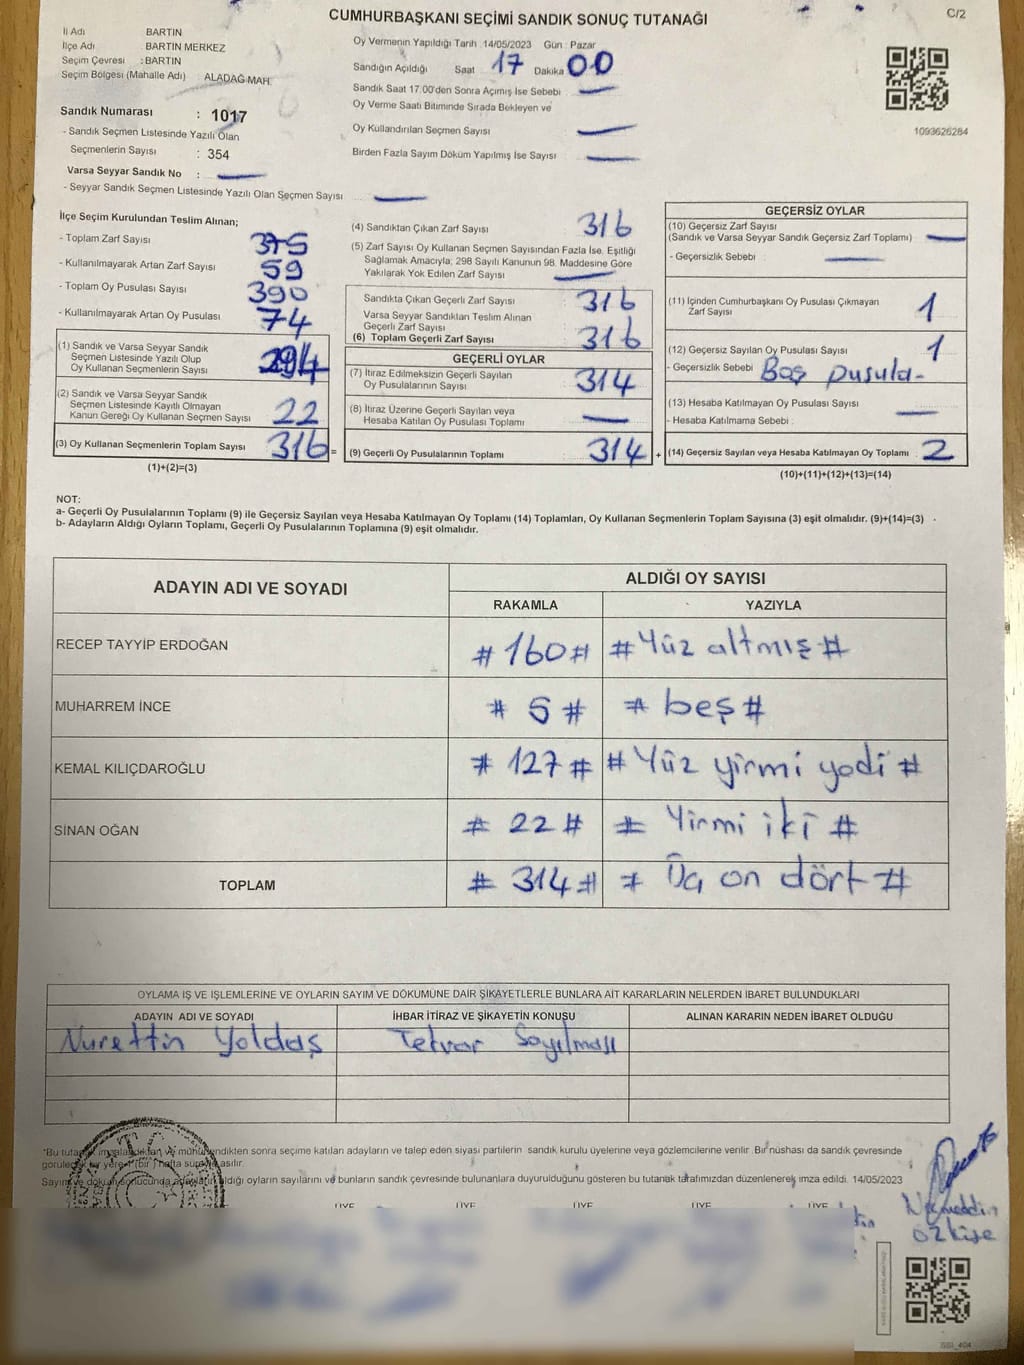 CUMHURBAŞKANI SEÇİMİ SANDIK SONUÇ TUTANAĞI
C/2
İl Adı BARTIN
İlçe Adı BARTIN MERKEZ
Seçim Çevresi : BARTIN
Seçim Bölgesi (Mahalle Adı) : ALADAĞ MAH.
Oy Vermenin Yapıldığı Tarih : 14/05/2023 Gün : Pazar
Sandığın Açıldığı Saat 17 Dakika 00
Sandık Saat 17.00'den Sonra Açılmış İse Sebebi —
Oy Verme Saati Bitiminde Sırada Bekleyen ve
Oy Kullandırılan Seçmen Sayısı —
Birden Fazla Sayım Döküm Yapılmış İse Sayısı —
1093626284
Sandık Numarası : 1017
- Sandık Seçmen Listesinde Yazılı Olan
Seçmenlerin Sayısı : 354
Varsa Seyyar Sandık No : —
- Seyyar Sandık Seçmen Listesinde Yazılı Olan Seçmen Sayısı —
İlçe Seçim Kurulundan Teslim Alınan;
- Toplam Zarf Sayısı 375
- Kullanılmayarak Artan Zarf Sayısı 59
- Toplam Oy Pusulası Sayısı 390
- Kullanılmayarak Artan Oy Pusulası 74
(1) Sandık ve Varsa Seyyar Sandık
Seçmen Listesinde Yazılı Olup
Oy Kullanan Seçmenlerin Sayısı 294
(2) Sandık ve Varsa Seyyar Sandık
Seçmen Listesinde Kayıtlı Olmayan
Kanun Gereği Oy Kullanan Seçmen Sayısı 22
(3) Oy Kullanan Seçmenlerin Toplam Sayısı 316 =
(1)+(2)=(3)
(4) Sandıktan Çıkan Zarf Sayısı 316
(5) Zarf Sayısı Oy Kullanan Seçmen Sayısından Fazla İse, Eşitliği
Sağlamak Amacıyla; 298 Sayılı Kanunun 98. Maddesine Göre
Yakılarak Yok Edilen Zarf Sayısı —
Sandıkta Çıkan Geçerli Zarf Sayısı 316
Varsa Seyyar Sandıktan Teslim Alınan
Geçerli Zarf Sayısı
(6) Toplam Geçerli Zarf Sayısı 316
GEÇERLİ OYLAR
(7) İtiraz Edilmeksizin Geçerli Sayılan
Oy Pusulalarının Sayısı 314
(8) İtiraz Üzerine Geçerli Sayılan veya
Hesaba Katılan Oy Pusulası Toplamı —
(9) Geçerli Oy Pusulalarının Toplamı 314 +
GEÇERSİZ OYLAR
(10) Geçersiz Zarf Sayısı
(Sandık ve Varsa Seyyar Sandık Geçersiz Zarf Toplamı) —
- Geçersizlik Sebebi : —
(11) İçinden Cumhurbaşkanı Oy Pusulası Çıkmayan
Zarf Sayısı 1
(12) Geçersiz Sayılan Oy Pusulası Sayısı 1
- Geçersizlik Sebebi Boş pusula-
(13) Hesaba Katılmayan Oy Pusulası Sayısı —
- Hesaba Katılmama Sebebi :
(14) Geçersiz Sayılan veya Hesaba Katılmayan Oy Toplamı 2
(10)+(11)+(12)+(13)=(14)
NOT:
a- Geçerli Oy Pusulalarının Toplamı (9) ile Geçersiz Sayılan veya Hesaba Katılmayan Oy Toplamı (14) Toplamları, Oy Kullanan Seçmenlerin Toplam Sayısına (3) eşit olmalıdır. (9)+(14)=(3)
b- Adayların Aldığı Oyların Toplamı, Geçerli Oy Pusulalarının Toplamına (9) eşit olmalıdır.
ADAYIN ADI VE SOYADI
ALDIĞI OY SAYISI
RAKAMLA YAZIYLA
RECEP TAYYİP ERDOĞAN # 160 # # Yüz altmış #
MUHARREM İNCE # 5 # # beş #
KEMAL KILIÇDAROĞLU # 127 # # Yüz yirmi yedi #
SİNAN OĞAN # 22 # # Yirmi iki #
TOPLAM # 314 # # Üç on dört #
OYLAMA İŞ VE İŞLEMLERİNE VE OYLARIN SAYIM VE DÖKÜMÜNE DAİR ŞİKAYETLERLE BUNLARA AİT KARARLARIN NELERDEN İBARET BULUNDUKLARI
ADAYIN ADI VE SOYADI İHBAR İTİRAZ VE ŞİKAYETİN KONUSU ALINAN KARARIN NEDEN İBARET OLDUĞU
Nurettin Yoldaş Tekrar Sayılması
*Bu tutanak imzalandıktan ve mühürlendikten sonra seçime katılan adayların ve talep eden siyasi partilerin sandık kurulu üyelerine veya gözlemcilerine verilir. Bir nüshası da sandık çevresinde
görülecek bir yere 1 (bir) hafta süreyle asılır.
Sayım ve döküm sonucunda adayların aldığı oyların sayılarını ve bunların sandık çevresinde bulunanlara duyurulduğunu gösteren bu tutanak tarafımızdan düzenlenerek imza edildi. 14/05/2023
ÜYE ÜYE ÜYE ÜYE ÜYE
Necmeddin